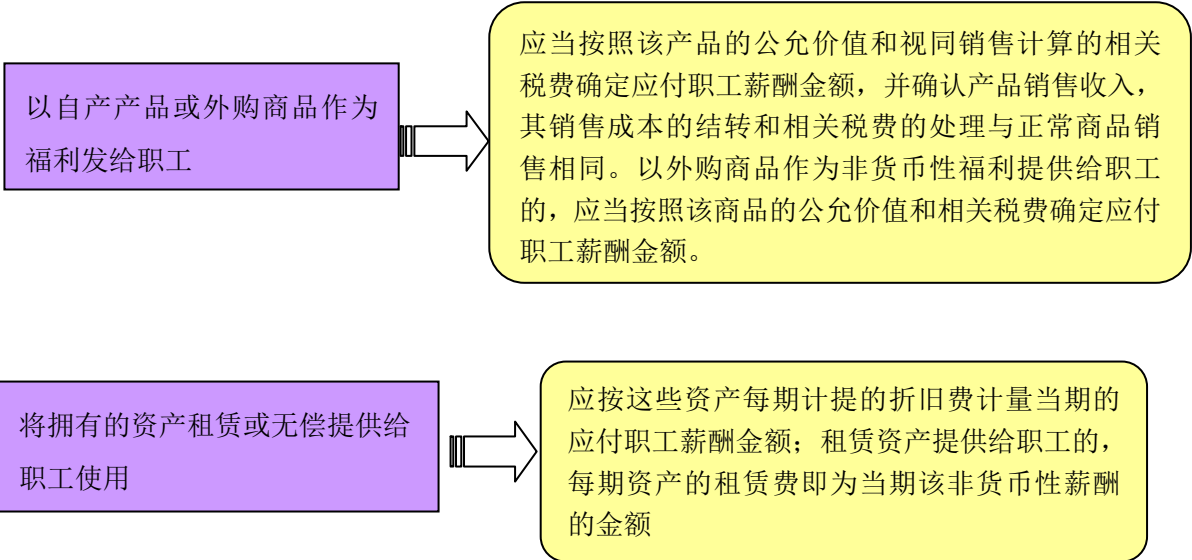 以自产产品或外购商品作为
福利发给职工
应当按照该产品的公允价值和视同销售计算的相关
税费确定应付职工薪酬金额，并确认产品销售收入，
其销售成本的结转和相关税费的处理与正常商品销
售相同。以外购商品作为非货币性福利提供给职工
的，应当按照该商品的公允价值和相关税费确定应付
职工薪酬金额。
将拥有的资产租赁或无偿提供给
职工使用
应按这些资产每期计提的折旧费计量当期的
应付职工薪酬金额；租赁资产提供给职工的，
每期资产的租赁费即为当期该非货币性薪酬
的金额